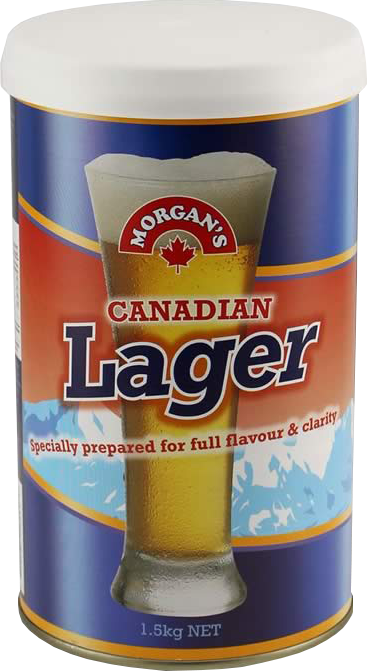 MORGAN'S
CANADIAN
Lager
Specially prepared for full flavour & clarity
1.5kg NET